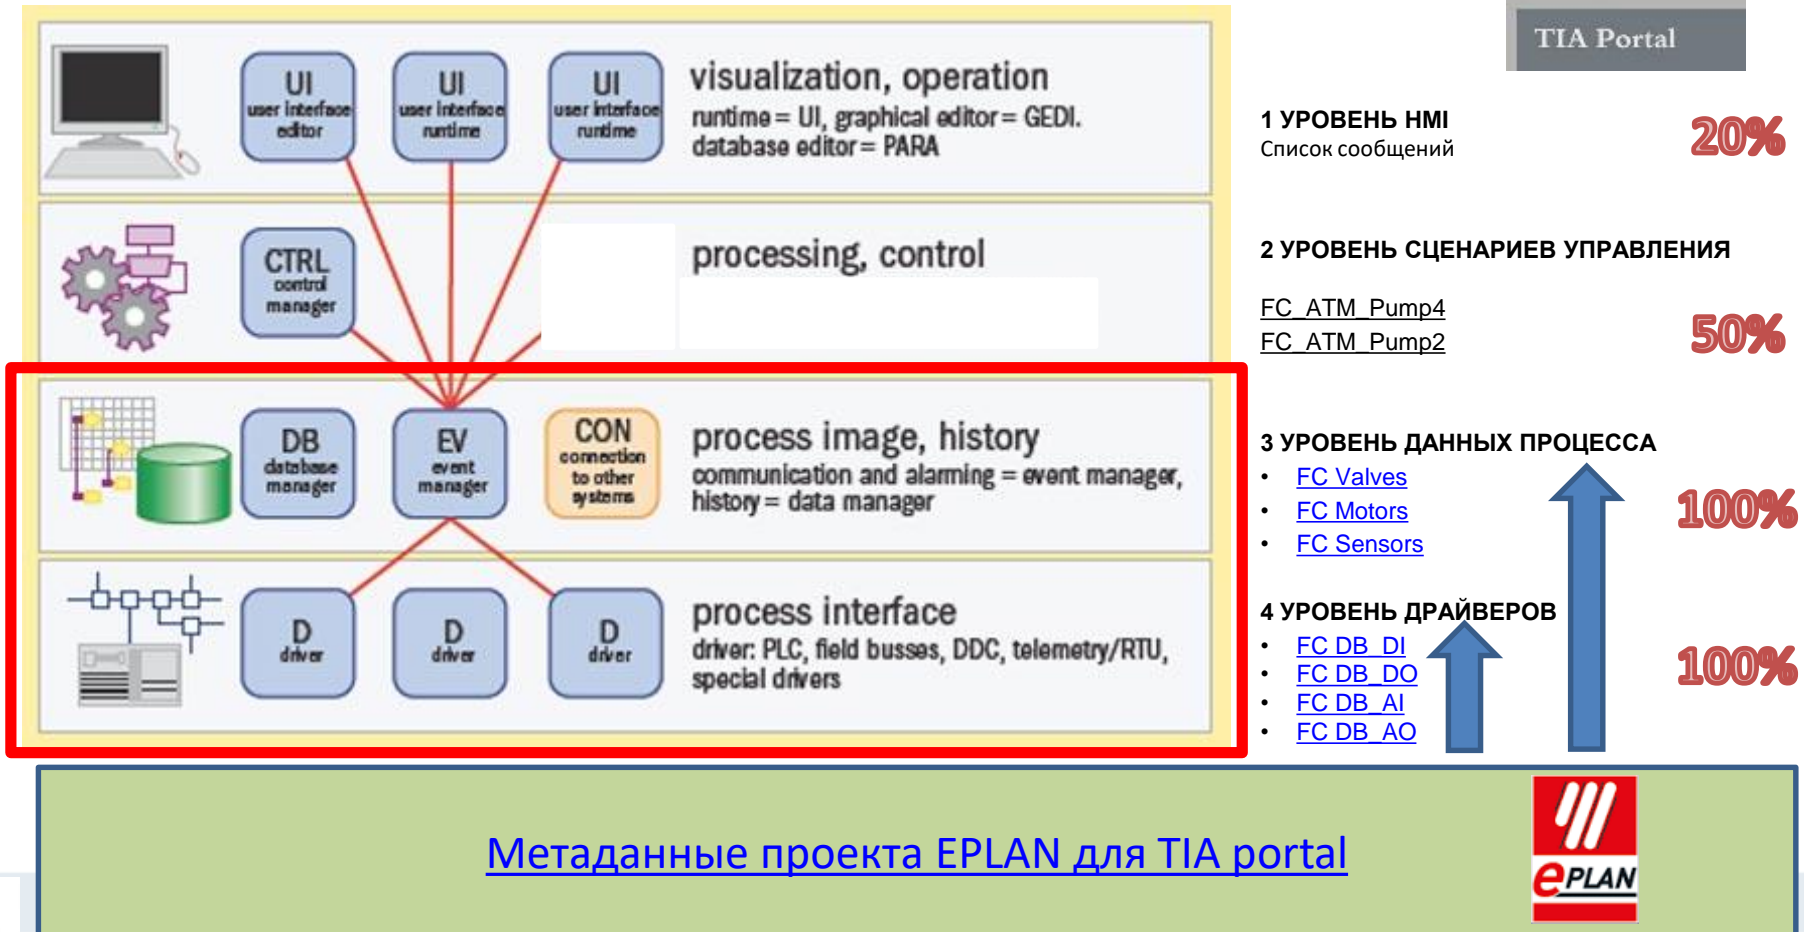 TIA Portal
UI
user interface
editor
UI
user interface
runtime
UI
user interface
runtime
visualization, operation
runtime = UI, graphical editor = GEDI.
database editor = PARA
1 УРОВЕНЬ HMI
Список сообщений
20%
CTRL
control
manager
processing, control
2 УРОВЕНЬ СЦЕНАРИЕВ УПРАВЛЕНИЯ
FC_ATM_Pump4
FC_ATM_Pump2
50%
DB
database
manager
EV
event
manager
CON
connection
to other
systems
process image, history
communication and alarming = event manager,
history = data manager
3 УРОВЕНЬ ДАННЫХ ПРОЦЕССА
• FC Valves
• FC Motors
• FC Sensors
100%
D
driver
D
driver
D
driver
process interface
driver: PLC, field busses, DDC, telemetry/RTU,
special drivers
4 УРОВЕНЬ ДРАЙВЕРОВ
• FC DB_DI
• FC DB_DO
• FC DB_AI
• FC DB_AO
100%
Метаданные проекта EPLAN для TIA portal
ePLAN